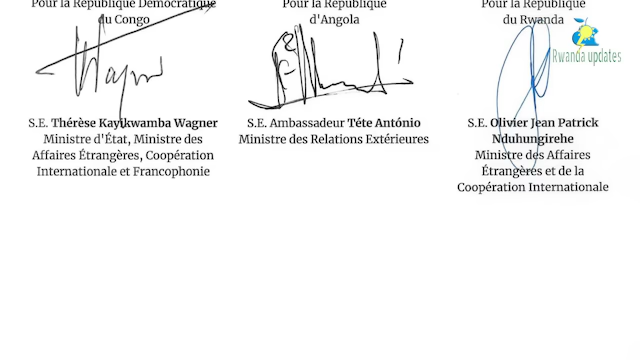 Pour la République Démocratique
du Congo
Wagner
S.E. Thérèse Kayikwamba Wagner
Ministre d'État, Ministre des
Affaires Étrangères, Coopération
Internationale et Francophonie
Pour la République
d'Angola
S.E. Ambassadeur Téte António
Ministre des Relations Extérieures
Pour la République
du Rwanda
S.E. Olivier Jean Patrick
Nduhungirehe
Ministre des Affaires
Étrangères et de la
Coopération Internationale
Rwanda updates